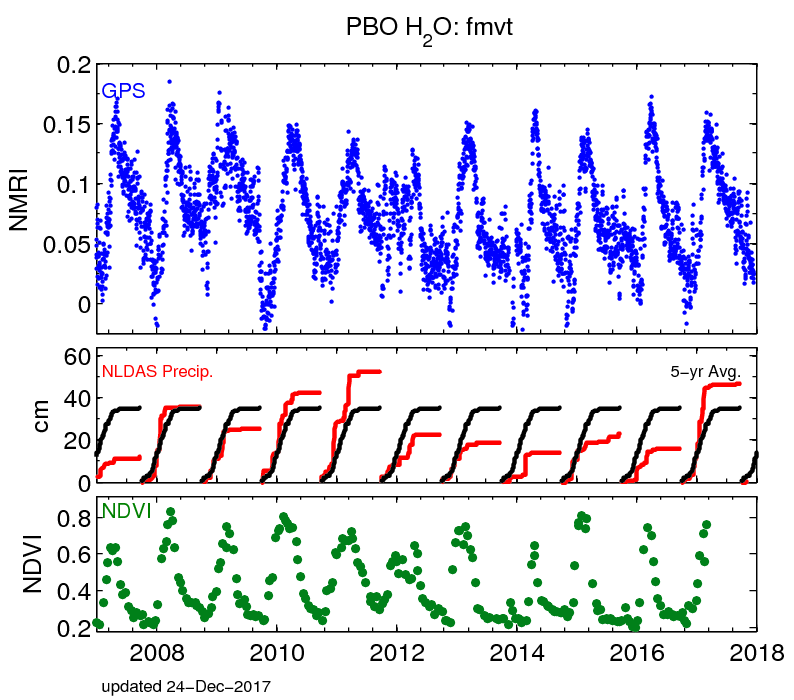 PBO H2O: fmvt
GPS
NMRI
0.2
0.15
0.1
0.05
0
NLDAS Precip.
5-yr Avg.
cm
60
40
20
0
NDVI
NDVI
0.8
0.6
0.4
0.2
2008 2010 2012 2014 2016 2018
updated 24-Dec-2017